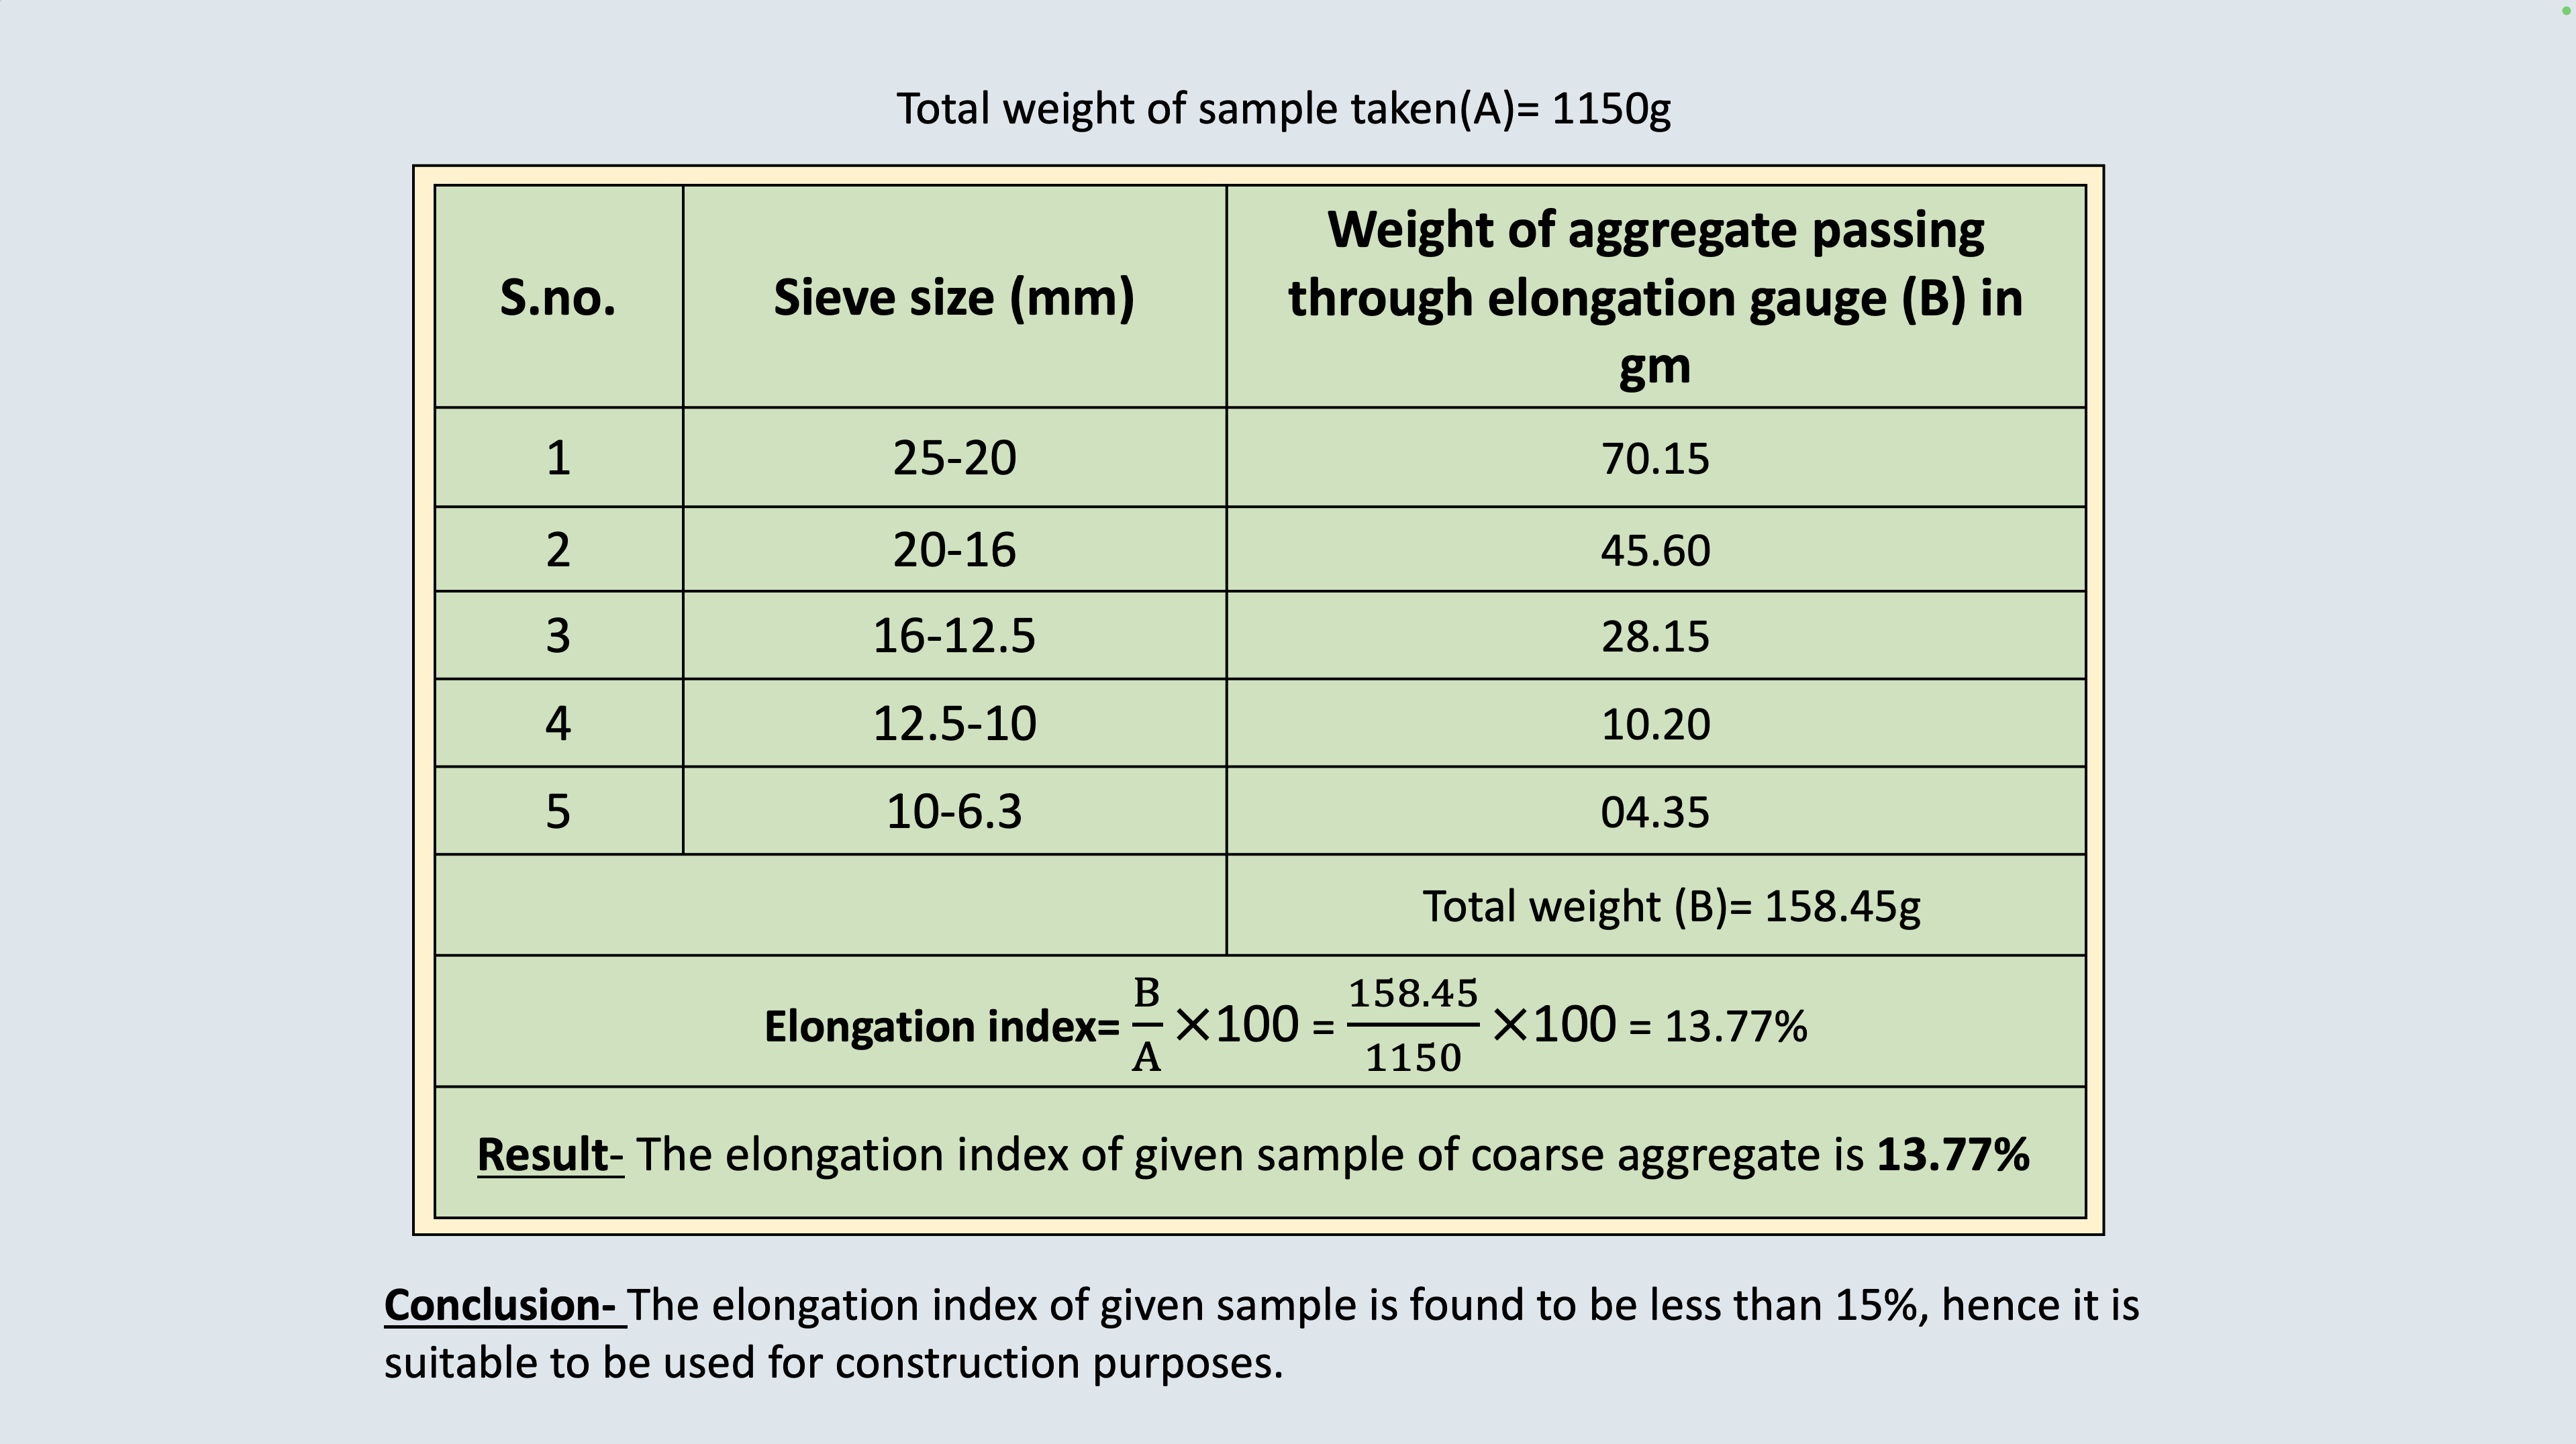 Total weight of sample taken(A)= 1150g
S.no.
Sieve size (mm)
Weight of aggregate passing
through elongation gauge (B) in
gm
1 25-20 70.15
2 20-16 45.60
3 16-12.5 28.15
4 12.5-10 10.20
5 10-6.3 04.35
Total weight (B)= 158.45g
Elongation index= B/A ×100 = 158.45/1150 ×100 = 13.77%
Result- The elongation index of given sample of coarse aggregate is 13.77%
Conclusion- The elongation index of given sample is found to be less than 15%, hence it is
suitable to be used for construction purposes.